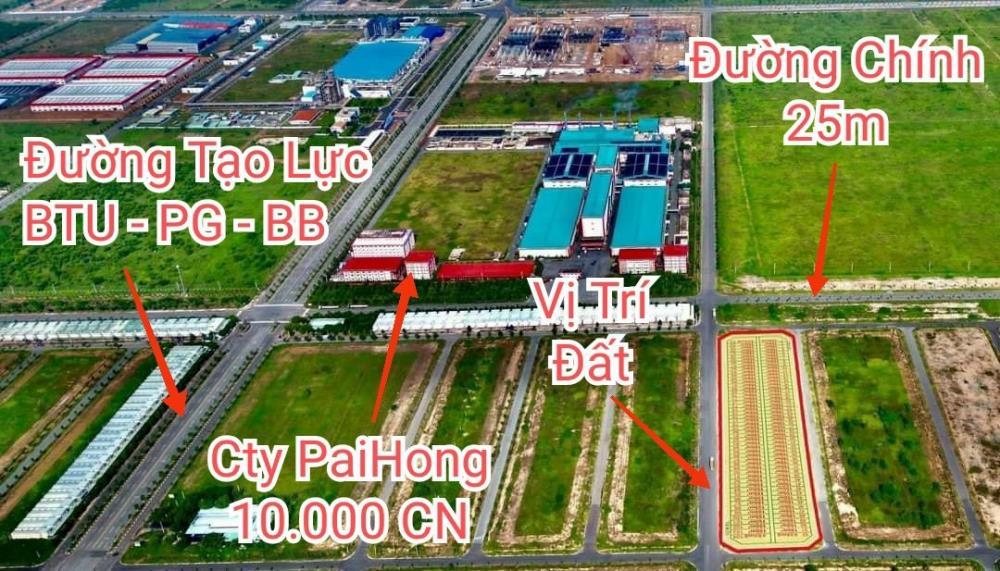 Đường Chính
25m
Đường Tạo Lực
BTU - PG - BB
Vị Trí
Đất
Cty PaiHong
10.000 CN